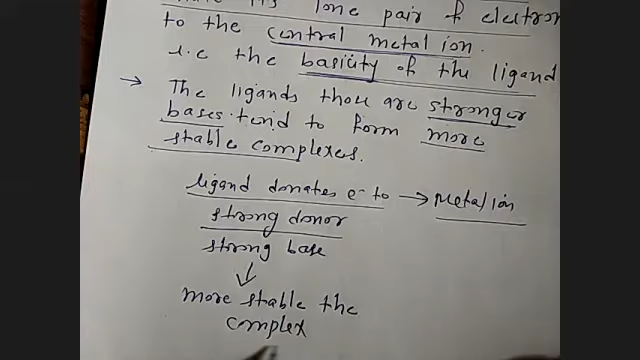 its lone pair of electron
to the central metal ion.
i.e the basicity of the ligand
→ The ligands those are stronger
bases tend to form more
stable complexes.
ligand donates e- to → Metal ion
strong donor
strong base
↓
more stable the
complex